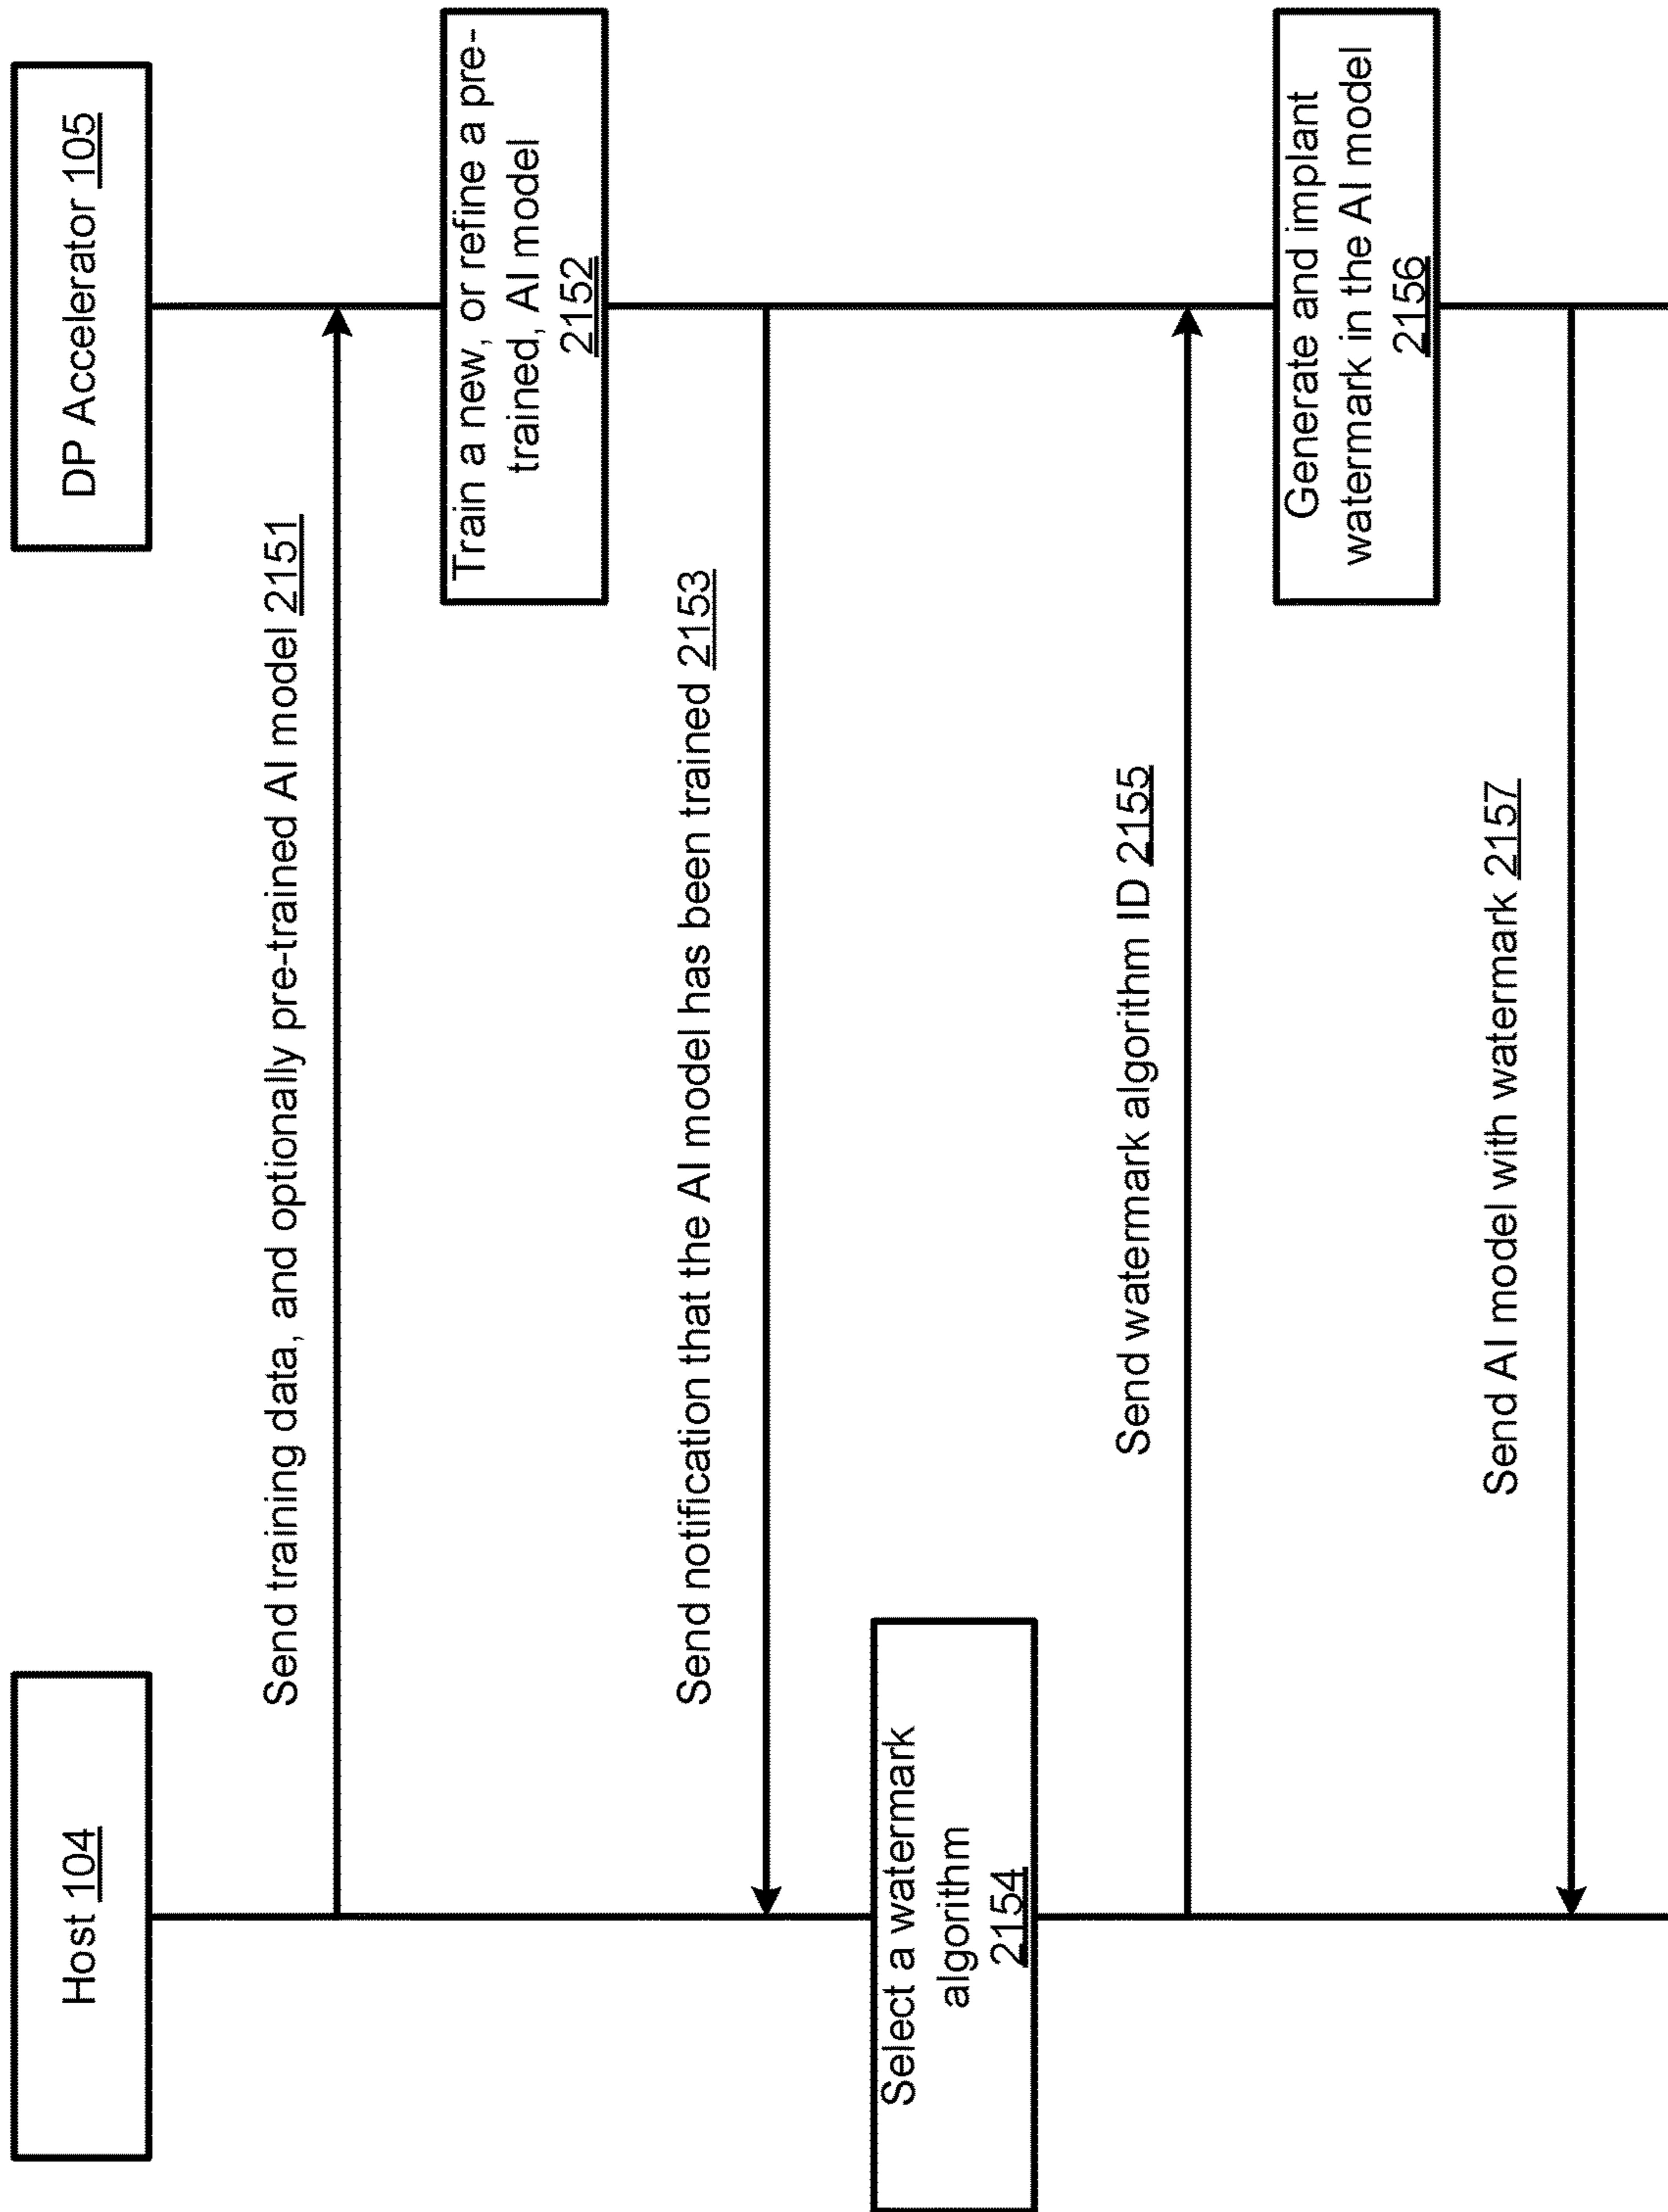 Host 104
DP Accelerator 105
Send training data, and optionally pre-trained AI model 2151
Train a new, or refine a pre-
trained, AI model
2152
Send notification that the AI model has been trained 2153
Select a watermark
algorithm
2154
Send watermark algorithm ID 2155
Generate and implant
watermark in the AI model
2156
Send AI model with watermark 2157